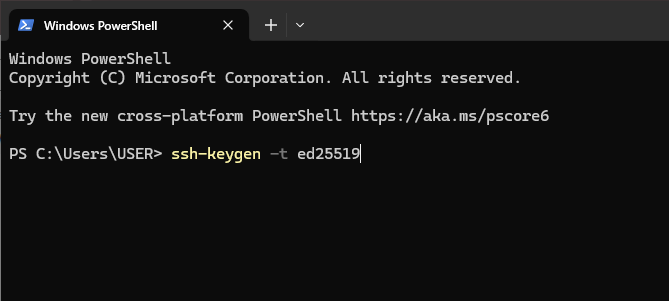 Windows PowerShell
Windows PowerShell
Copyright (C) Microsoft Corporation. All rights reserved.
Try the new cross-platform PowerShell https://aka.ms/pscore6
PS C:\Users\USER> ssh-keygen -t ed25519